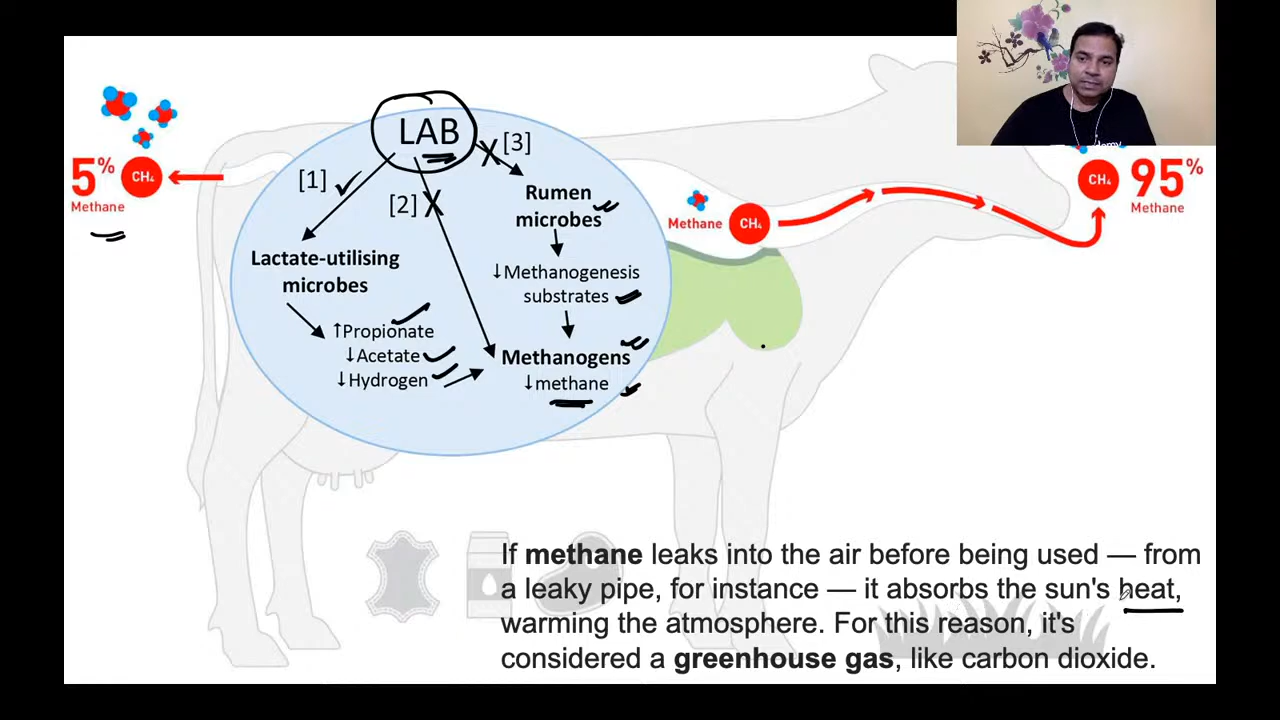 5%
CH₄
Methane
LAB
[1]
[2]
[3]
Lactate-utilising
microbes
↑Propionate
↓Acetate
↓Hydrogen
Rumen
microbes
↓Methanogenesis
substrates
Methanogens
↓methane
Methane
CH₄
CH₄
95%
Methane
If methane leaks into the air before being used — from
a leaky pipe, for instance — it absorbs the sun's heat,
warming the atmosphere. For this reason, it's
considered a greenhouse gas, like carbon dioxide.